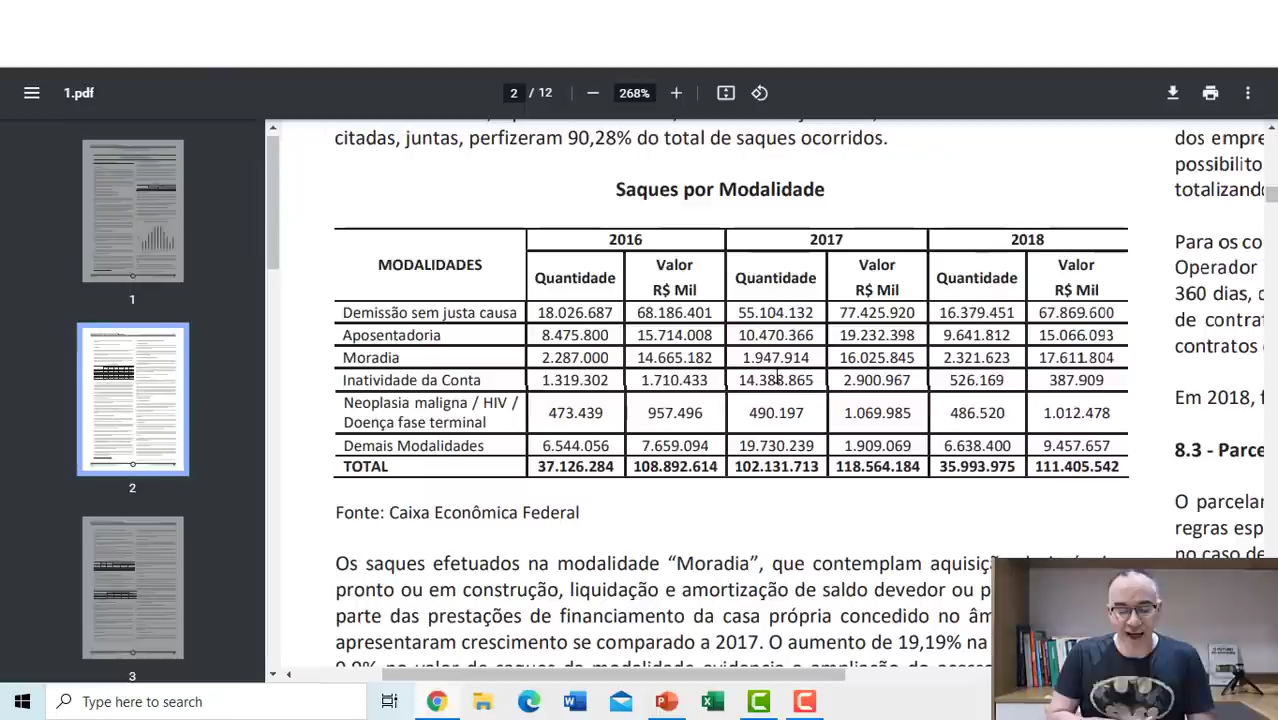 1.pdf
2 / 12
268%
citadas, juntas, perfizeram 90,28% do total de saques ocorridos.
Saques por Modalidade
MODALIDADES 2016 2017 2018
Quantidade Valor R$ Mil Quantidade Valor R$ Mil Quantidade Valor R$ Mil
Demissão sem justa causa 18.026.687 68.186.401 55.104.132 77.425.920 16.379.451 67.869.600
Aposentadoria 8.475.800 15.714.008 10.470.366 19.232.398 9.641.812 15.066.093
Moradia 2.287.000 14.665.182 1.947.914 16.025.845 2.321.623 17.611.804
Inatividade da Conta 1.319.302 1.710.433 14.388.865 2.900.967 526.169 387.909
Neoplasia maligna / HIV /
Doença fase terminal 473.439 957.496 490.197 1.069.985 486.520 1.012.478
Demais Modalidades 6.544.056 7.659.094 19.730.239 1.909.069 6.638.400 9.457.657
TOTAL 37.126.284 108.892.614 102.131.713 118.564.184 35.993.975 111.405.542
Fonte: Caixa Econômica Federal
Os saques efetuados na modalidade “Moradia”, que contemplam
pronto ou em construção, liquidação e amortização de saldo devedor ou
parte das prestações de financiamento da casa própria concedido no
apresentaram crescimento se comparado a 2017. O aumento de 19,19% na
dos
possibilito
totalizando
Para os co
Operador
360 dias,
de contrat
contratos
Em 2018, f
8.3 - Parce
O parcelar
regras esp
no caso de
1
2
3
Type here to search